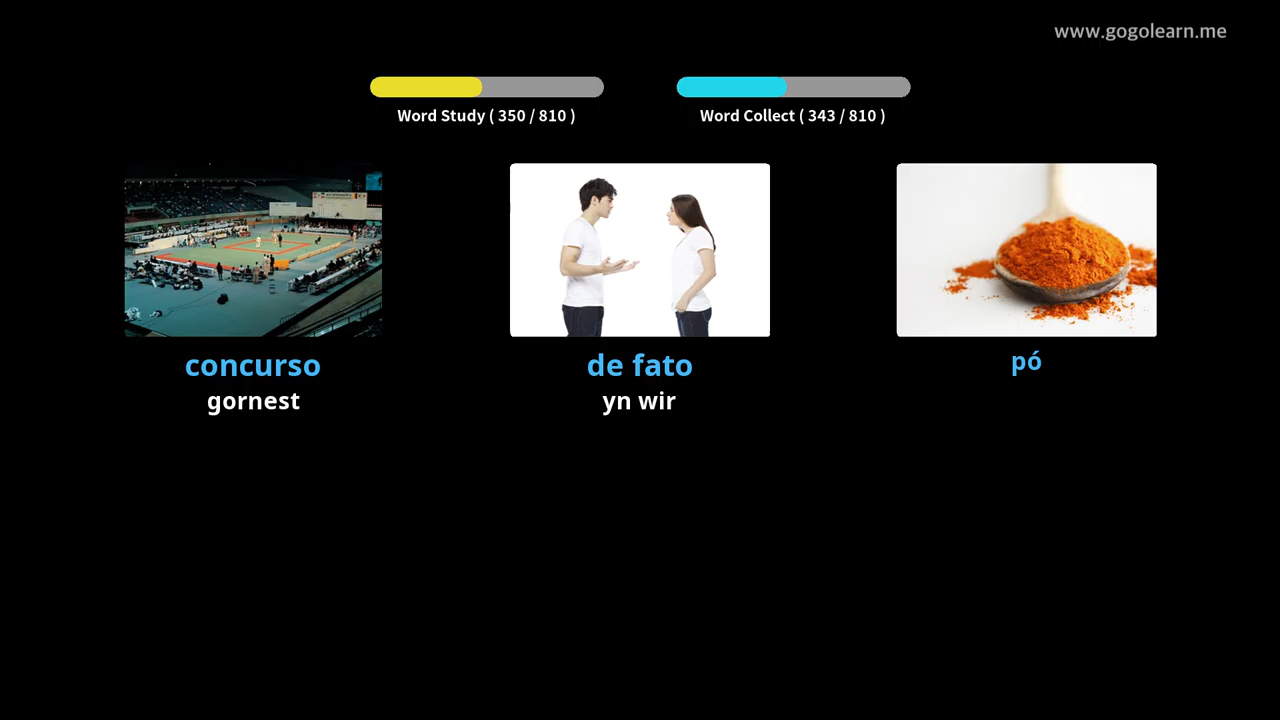 www.gogolearn.me
Word Study ( 350 / 810 )
Word Collect ( 343 / 810 )
concurso
gornest
de fato
yn wir
pó